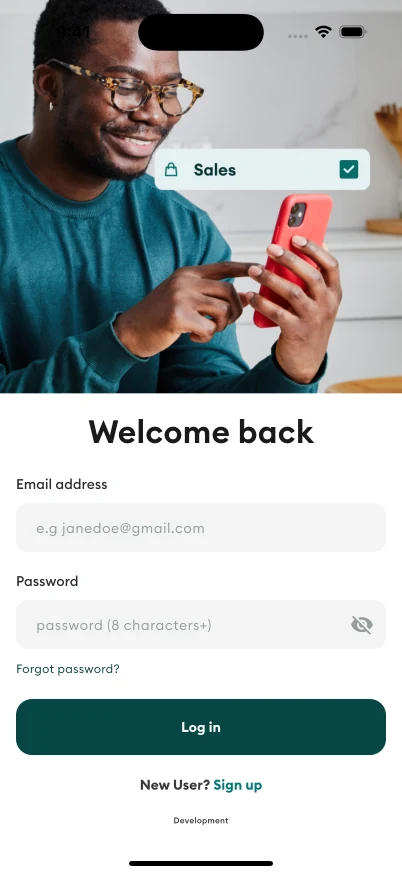 9:41
Sales
Welcome back
Email address
e.g janedoe@gmail.com
Password
password (8 characters+)
Forgot password?
Log in
New User? Sign up
Development